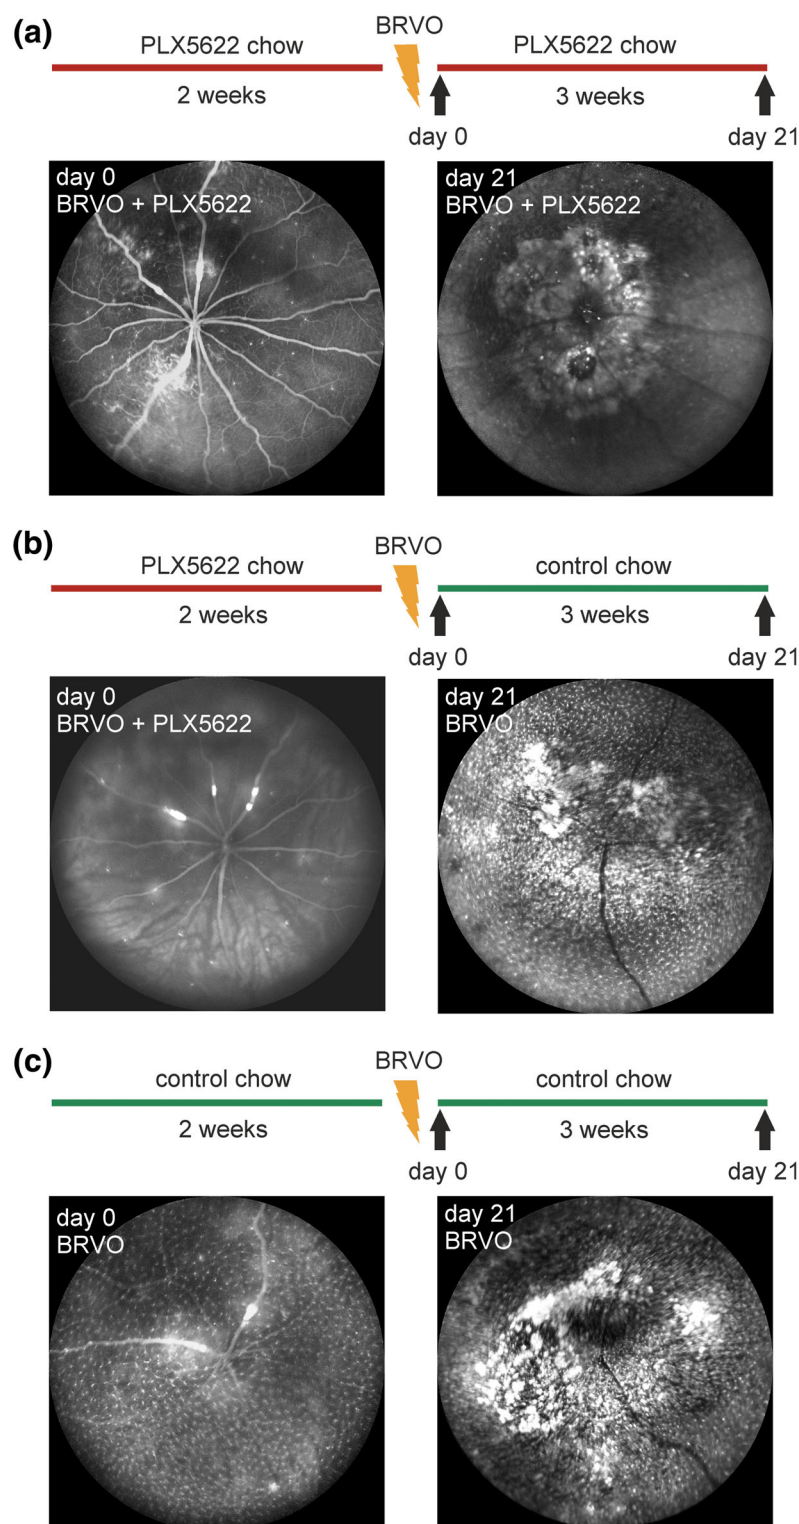 (a)
BRVO
PLX5622 chow
PLX5622 chow
2 weeks
3 weeks
day 0
day 21
day 0
BRVO + PLX5622
day 21
BRVO + PLX5622
(b)
BRVO
PLX5622 chow
control chow
2 weeks
3 weeks
day 0
day 21
day 0
BRVO + PLX5622
day 21
BRVO
(c)
BRVO
control chow
control chow
2 weeks
3 weeks
day 0
day 21
day 0
BRVO
day 21
BRVO